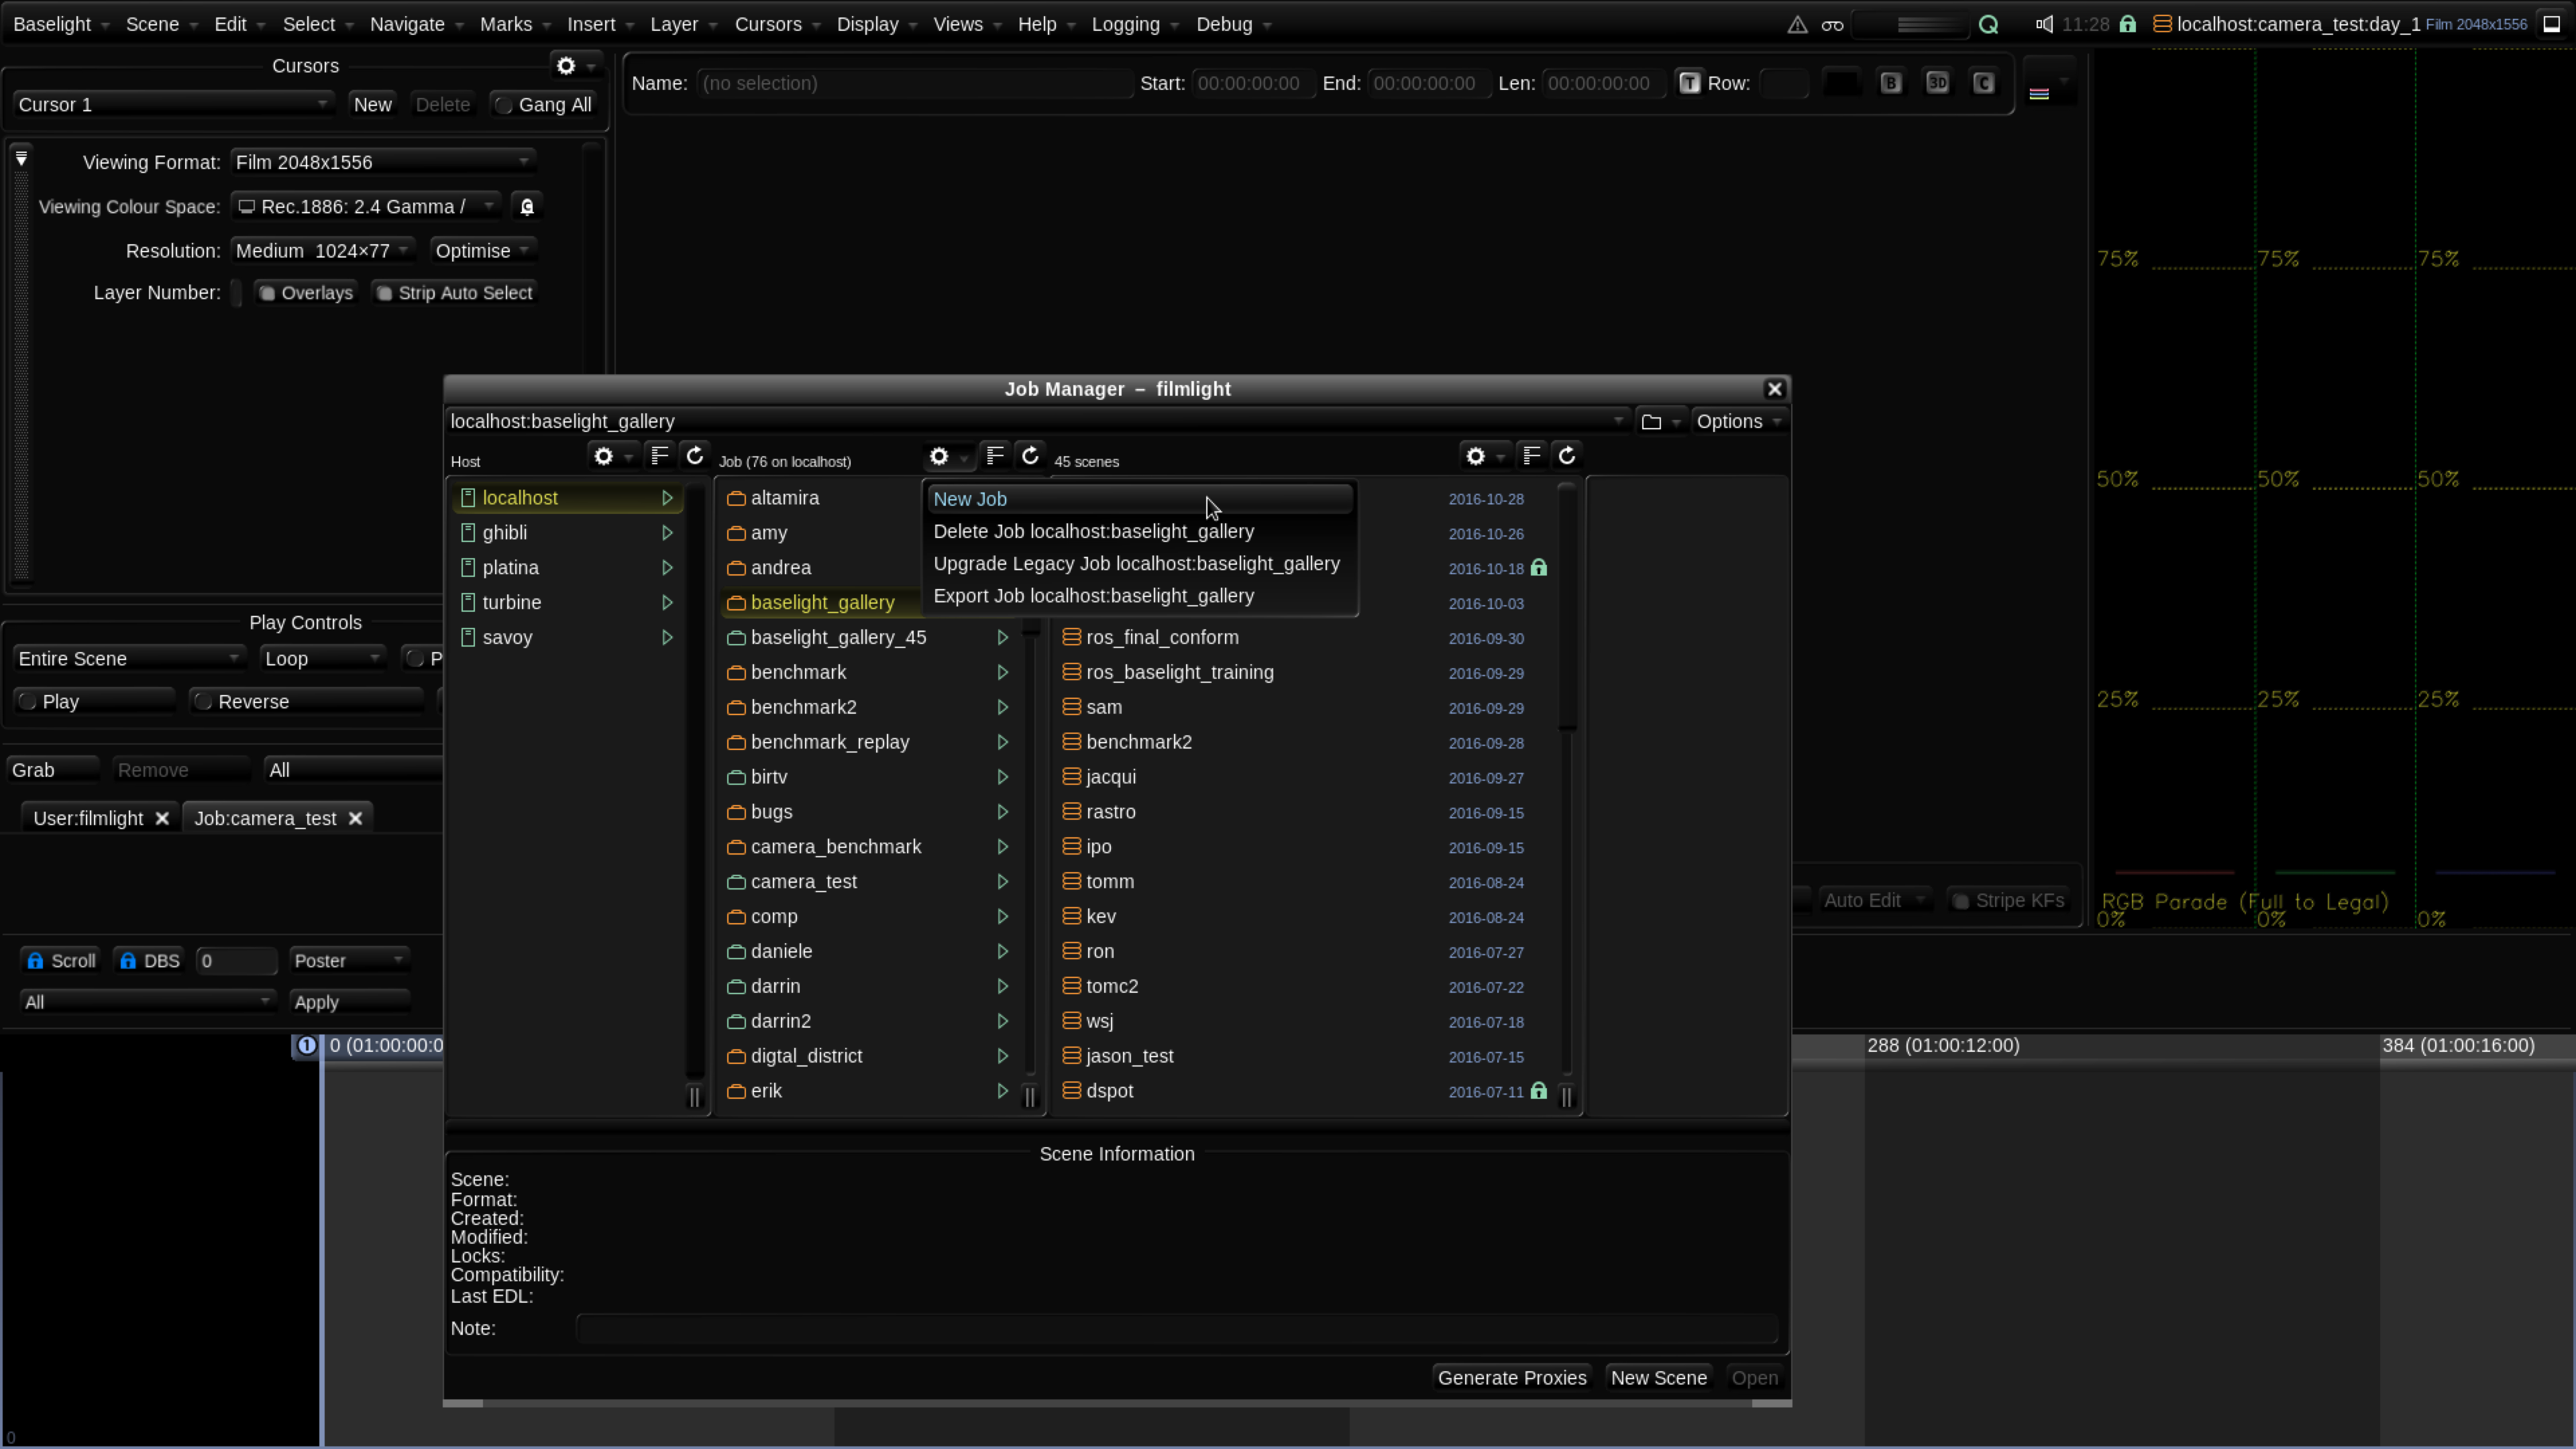 Baselight Scene Edit Select Navigate Marks Insert Layer Cursors Display Views Help Logging Debug 11:28 localhost:camera_test:day_1 Film 2048x1556
Cursors
Cursor 1 New Delete Gang All
Name: (no selection) Start: 00:00:00:00 End: 00:00:00:00 Len: 00:00:00:00 T Row: B 3D C
Viewing Format: Film 2048x1556
Viewing Colour Space: Rec.1886: 2.4 Gamma /
Resolution: Medium 1024×77 Optimise
Layer Number: Overlays Strip Auto Select
75% 75% 75%
50% 50% 50%
25% 25% 25%
RGB Parade (Full to Legal)
0% 0% 0%
Job Manager – filmlight
localhost:baselight_gallery Options
Host Job (76 on localhost) 45 scenes
localhost
ghibli
platina
turbine
savoy
altamira
amy
andrea
baselight_gallery
baselight_gallery_45
benchmark
benchmark2
benchmark_replay
birtv
bugs
camera_benchmark
camera_test
comp
daniele
darrin
darrin2
digtal_district
erik
New Job
Delete Job localhost:baselight_gallery
Upgrade Legacy Job localhost:baselight_gallery
Export Job localhost:baselight_gallery
2016-10-28
2016-10-26
2016-10-18
2016-10-03
ros_final_conform 2016-09-30
ros_baselight_training 2016-09-29
sam 2016-09-29
benchmark2 2016-09-28
jacqui 2016-09-27
rastro 2016-09-15
ipo 2016-09-15
tomm 2016-08-24
kev 2016-08-24
ron 2016-07-27
tomc2 2016-07-22
wsj 2016-07-18
jason_test 2016-07-15
dspot 2016-07-11
Scene Information
Scene:
Format:
Created:
Modified:
Locks:
Compatibility:
Last EDL:
Note:
Generate Proxies New Scene Open
Play Controls
Entire Scene Loop P
Play Reverse
Grab Remove All
User:filmlight Job:camera_test
Auto Edit Stripe KFs
Scroll DBS 0 Poster
All Apply
1 0 (01:00:00:0 288 (01:00:12:00) 384 (01:00:16:00)
0